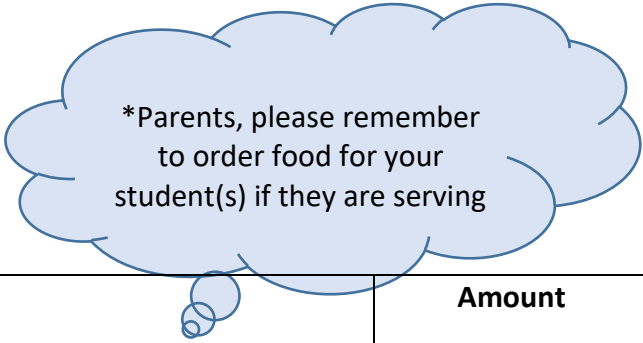 *Parents, please remember
to order food for your
student(s) if they are serving
Amount